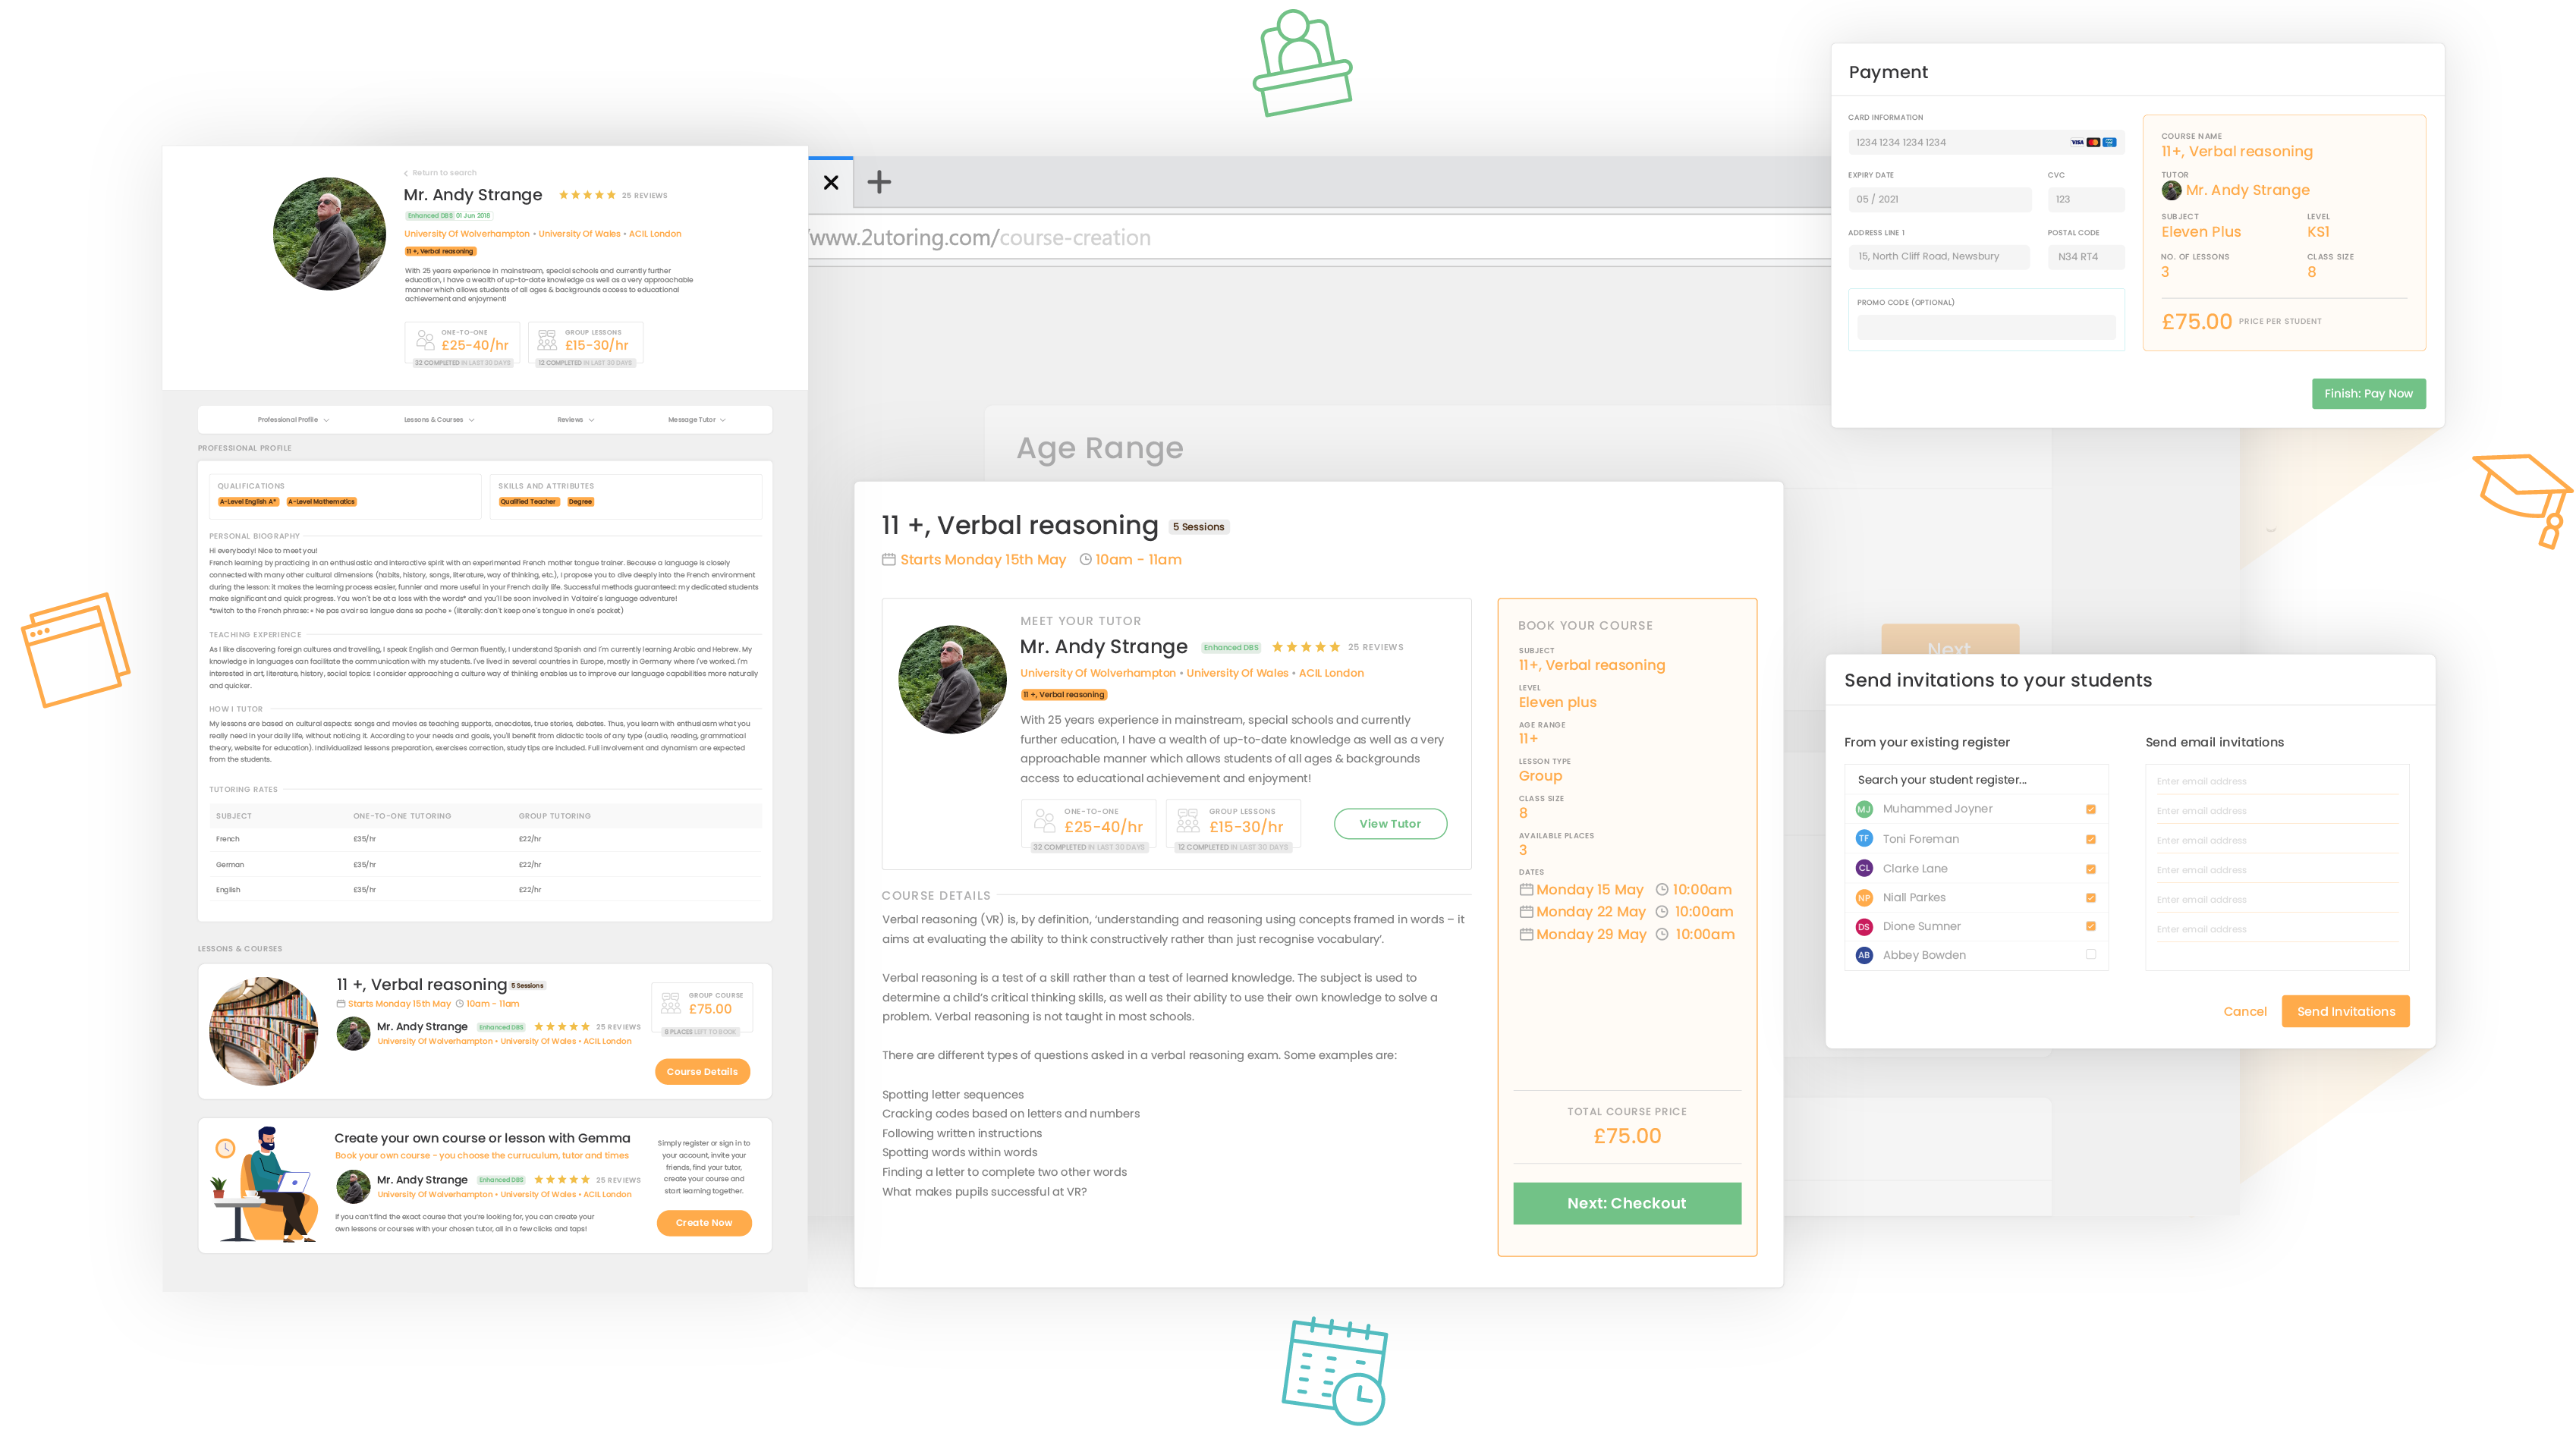 Return to search
Mr. Andy Strange 25 REVIEWS
Enhanced DBS 01 Jun 2018
University Of Wolverhampton • University Of Wales • ACIL London
11 +, Verbal reasoning
With 25 years experience in mainstream, special schools and currently further
education, I have a wealth of up-to-date knowledge as well as a very approachable
manner which allows students of all ages & backgrounds access to educational
achievement and enjoyment!
ONE-TO-ONE
£25-40/hr
32 COMPLETED IN LAST 30 DAYS
GROUP LESSONS
£15-30/hr
12 COMPLETED IN LAST 30 DAYS
Professional Profile Lessons & Courses Reviews Message Tutor
PROFESSIONAL PROFILE
QUALIFICATIONS
A-Level English A* A-Level Mathematics
SKILLS AND ATTRIBUTES
Qualified Teacher Degree
PERSONAL BIOGRAPHY
Hi everybody! Nice to meet you!
French learning by practicing in an enthusiastic and interactive spirit with an experimented French mother tongue trainer. Because a language is closely
connected with many other cultural dimensions (habits, history, songs, literature, way of thinking, etc.), I propose you to dive deeply into the French environment
during the lesson: it makes the learning process easier, funnier and more useful in your French daily life. Successful methods guaranteed: my dedicated students
make significant and quick progress. You won't be at a loss with the words* and you'll be soon involved in Voltaire's language adventure!
*switch to the French phrase: « Ne pas avoir sa langue dans sa poche » (literally: don't keep one's tongue in one's pocket)
TEACHING EXPERIENCE
As I like discovering foreign cultures and travelling, I speak English and German fluently, I understand Spanish and I'm currently learning Arabic and Hebrew. My
knowledge in languages can facilitate the communication with my students. I've lived in several countries in Europe, mostly in Germany where I've worked. I'm
interested in art, literature, history, social topics: I consider approaching a culture way of thinking enables us to improve our language capabilities more naturally
and quicker.
HOW I TUTOR
My lessons are based on cultural aspects: songs and movies as teaching supports, anecdotes, true stories, debates. Thus, you learn with enthusiasm what you
really need in your daily life, without noticing it. According to your needs and goals, you'll benefit from didactic tools of any type (audio, reading, grammatical
theory, website for education). Individualized lessons preparation, exercises correction, study tips are included. Full involvement and dynamism are expected
from the students.
TUTORING RATES
SUBJECT ONE-TO-ONE TUTORING GROUP TUTORING
French £35/hr £22/hr
German £35/hr £22/hr
English £35/hr £22/hr
LESSONS & COURSES
11 +, Verbal reasoning 5 Sessions
Starts Monday 15th May 10am - 11am
Mr. Andy Strange Enhanced DBS 25 REVIEWS
University Of Wolverhampton • University Of Wales • ACIL London
GROUP COURSE
£75.00
8 PLACES LEFT TO BOOK
Course Details
Create your own course or lesson with Gemma
Book your own course - you choose the curruculum, tutor and times
Mr. Andy Strange Enhanced DBS 25 REVIEWS
University Of Wolverhampton • University Of Wales • ACIL London
If you can't find the exact course that you're looking for, you can create your
own lessons or courses with your chosen tutor, all in a few clicks and taps!
Simply register or sign in to
your account, invite your
friends, find your tutor,
create your course and
start learning together.
Create Now
/www.2utoring.com/course-creation
Age Range
Next
11 +, Verbal reasoning 5 Sessions
Starts Monday 15th May 10am - 11am
MEET YOUR TUTOR
Mr. Andy Strange Enhanced DBS 25 REVIEWS
University Of Wolverhampton • University Of Wales • ACIL London
11 +, Verbal reasoning
With 25 years experience in mainstream, special schools and currently
further education, I have a wealth of up-to-date knowledge as well as a very
approachable manner which allows students of all ages & backgrounds
access to educational achievement and enjoyment!
ONE-TO-ONE
£25-40/hr
32 COMPLETED IN LAST 30 DAYS
GROUP LESSONS
£15-30/hr
12 COMPLETED IN LAST 30 DAYS
View Tutor
COURSE DETAILS
Verbal reasoning (VR) is, by definition, 'understanding and reasoning using concepts framed in words – it
aims at evaluating the ability to think constructively rather than just recognise vocabulary'.
Verbal reasoning is a test of a skill rather than a test of learned knowledge. The subject is used to
determine a child's critical thinking skills, as well as their ability to use their own knowledge to solve a
problem. Verbal reasoning is not taught in most schools.
There are different types of questions asked in a verbal reasoning exam. Some examples are:
Spotting letter sequences
Cracking codes based on letters and numbers
Following written instructions
Spotting words within words
Finding a letter to complete two other words
What makes pupils successful at VR?
BOOK YOUR COURSE
SUBJECT
11+, Verbal reasoning
LEVEL
Eleven plus
AGE RANGE
11+
LESSON TYPE
Group
CLASS SIZE
8
AVAILABLE PLACES
3
DATES
Monday 15 May 10:00am
Monday 22 May 10:00am
Monday 29 May 10:00am
TOTAL COURSE PRICE
£75.00
Next: Checkout
Payment
CARD INFORMATION
1234 1234 1234 1234 VISA
EXPIRY DATE CVC
05 / 2021 123
ADDRESS LINE 1 POSTAL CODE
15, North Cliff Road, Newsbury N34 RT4
PROMO CODE (OPTIONAL)
COURSE NAME
11+, Verbal reasoning
TUTOR
Mr. Andy Strange
SUBJECT LEVEL
Eleven Plus KS1
NO. OF LESSONS CLASS SIZE
3 8
£75.00 PRICE PER STUDENT
Finish: Pay Now
Send invitations to your students
From your existing register
Search your student register...
MJ Muhammed Joyner
TF Toni Foreman
CL Clarke Lane
NP Niall Parkes
DS Dione Sumner
AB Abbey Bowden
Send email invitations
Enter email address
Enter email address
Enter email address
Enter email address
Enter email address
Enter email address
Cancel Send Invitations